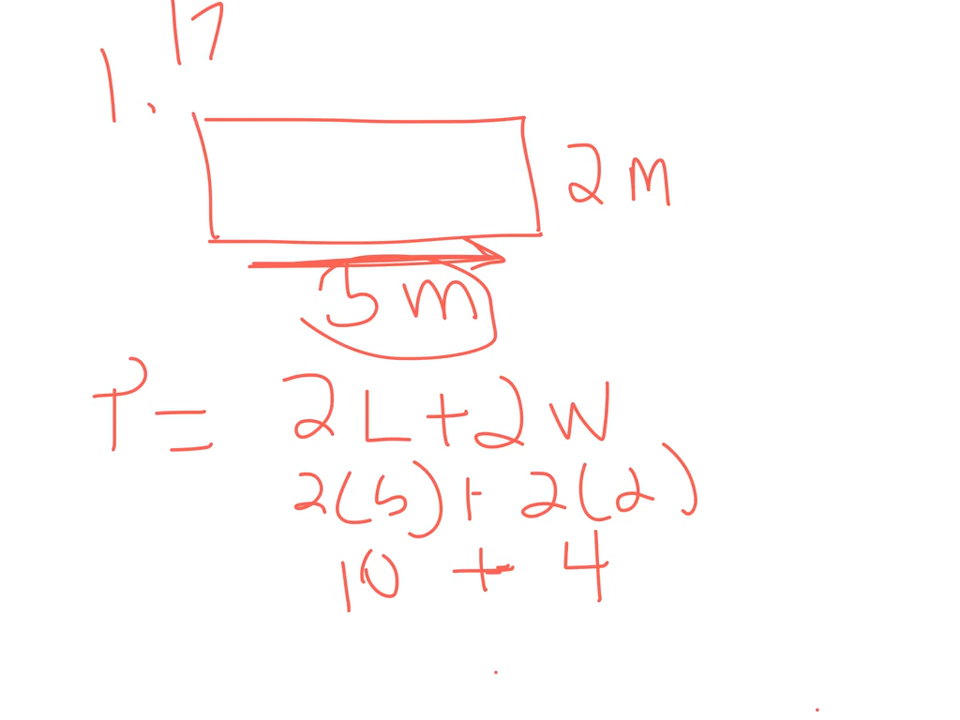 17
1.
2 m
5 m
P = 2L + 2W
2(5) + 2(2)
10 + 4